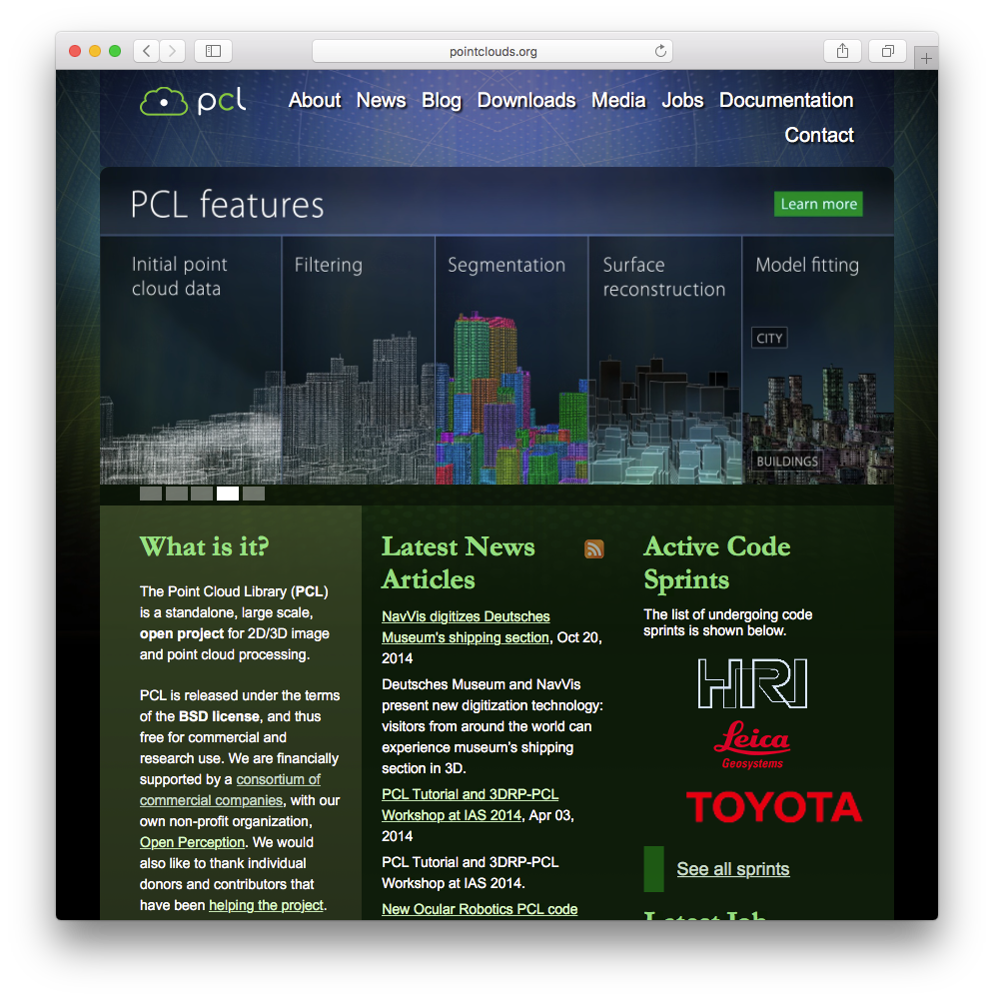 pointclouds.org
pcl
About News Blog Downloads Media Jobs Documentation
Contact
PCL features
Learn more
Initial point
cloud data
Filtering
Segmentation
Surface
reconstruction
Model fitting
CITY
BUILDINGS
What is it?
The Point Cloud Library (PCL)
is a standalone, large scale,
open project for 2D/3D image
and point cloud processing.
PCL is released under the terms
of the BSD license, and thus
free for commercial and
research use. We are financially
supported by a consortium of
commercial companies, with our
own non-profit organization,
Open Perception. We would
also like to thank individual
donors and contributors that
have been helping the project.
Latest News
Articles
NavVis digitizes Deutsches
Museum's shipping section, Oct 20,
2014
Deutsches Museum and NavVis
present new digitization technology:
visitors from around the world can
experience museum's shipping
section in 3D.
PCL Tutorial and 3DRP-PCL
Workshop at IAS 2014, Apr 03,
2014
PCL Tutorial and 3DRP-PCL
Workshop at IAS 2014.
New Ocular Robotics PCL code
Active Code
Sprints
The list of undergoing code
sprints is shown below.
HRI
Leica
Geosystems
TOYOTA
See all sprints
Latest Job